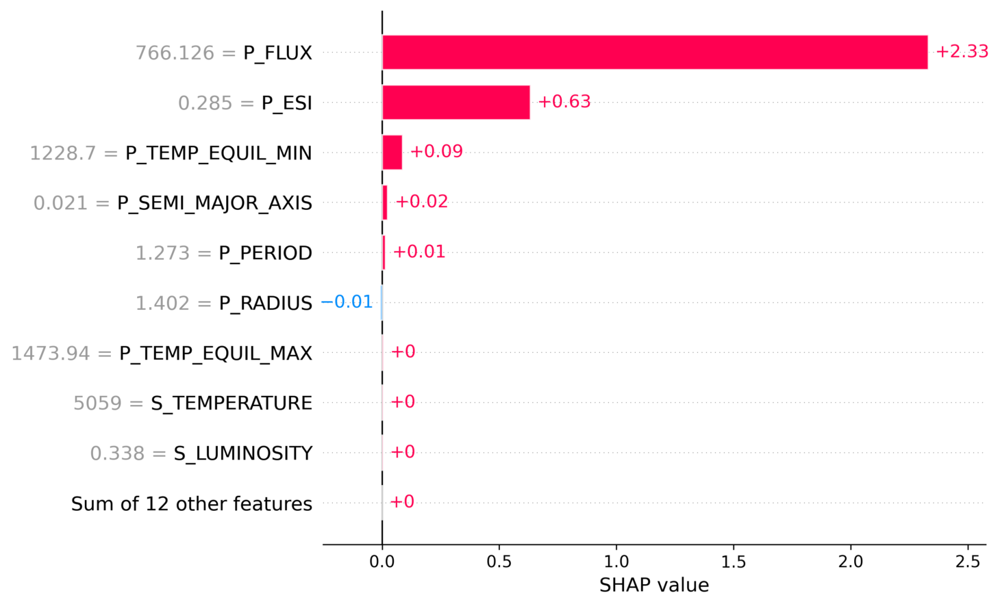 766.126 = P_FLUX +2.33
0.285 = P_ESI +0.63
1228.7 = P_TEMP_EQUIL_MIN +0.09
0.021 = P_SEMI_MAJOR_AXIS +0.02
1.273 = P_PERIOD +0.01
1.402 = P_RADIUS −0.01
1473.94 = P_TEMP_EQUIL_MAX +0
5059 = S_TEMPERATURE +0
0.338 = S_LUMINOSITY +0
Sum of 12 other features +0
0.0 0.5 1.0 1.5 2.0 2.5
SHAP value